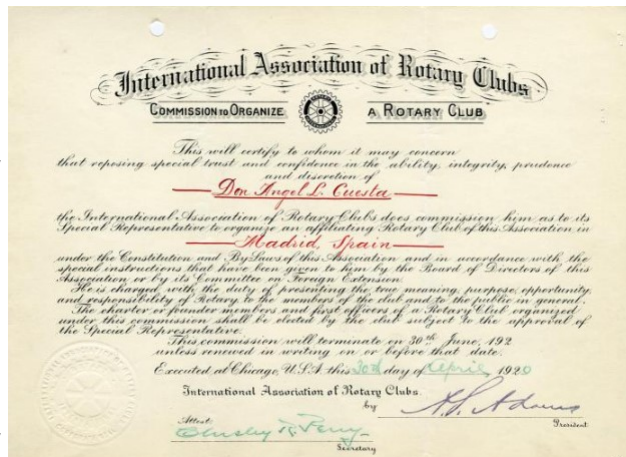 International Association of Rotary Clubs
COMMISSION TO ORGANIZE A ROTARY CLUB
This will certify to whom it may concern
that reposing special trust and confidence in the ability, integrity, prudence
and discretion of
Don Angel L. Cuesta
the International Association of Rotary Clubs does commission him as to its
Special Representative to organize an affiliating Rotary Club of this Association in
Madrid, Spain
under the Constitution and By Laws of this Association and in accordance with the
special instructions that have been given to him by the Board of Directors of this
Association or by its Committee on Foreign Extension.
He is charged with the duty of presenting the true meaning, purpose, opportunity,
and responsibility of Rotary to the members of the club and to the public in general.
The charter or founder members and first officers of a Rotary Club organized
under this commission shall be elected by the club subject to the approval of
the Special Representative.
This commission will terminate on 30th June, 192
unless renewed in writing on or before that date.
Executed at Chicago, U.S.A. this day of April 1920
International Association of Rotary Clubs.
by A.S. Adams
President
Attest
Chesley R. Perry
Secretary